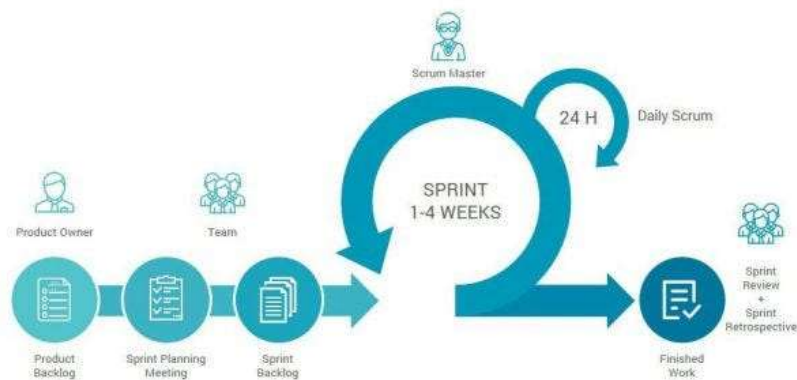 Scrum Master
24 H
Daily Scrum
SPRINT
1-4 WEEKS
Product Owner
Team
Sprint
Review
+
Sprint
Retrospective
Product
Backlog
Sprint Planning
Meeting
Sprint
Backlog
Finished
Work